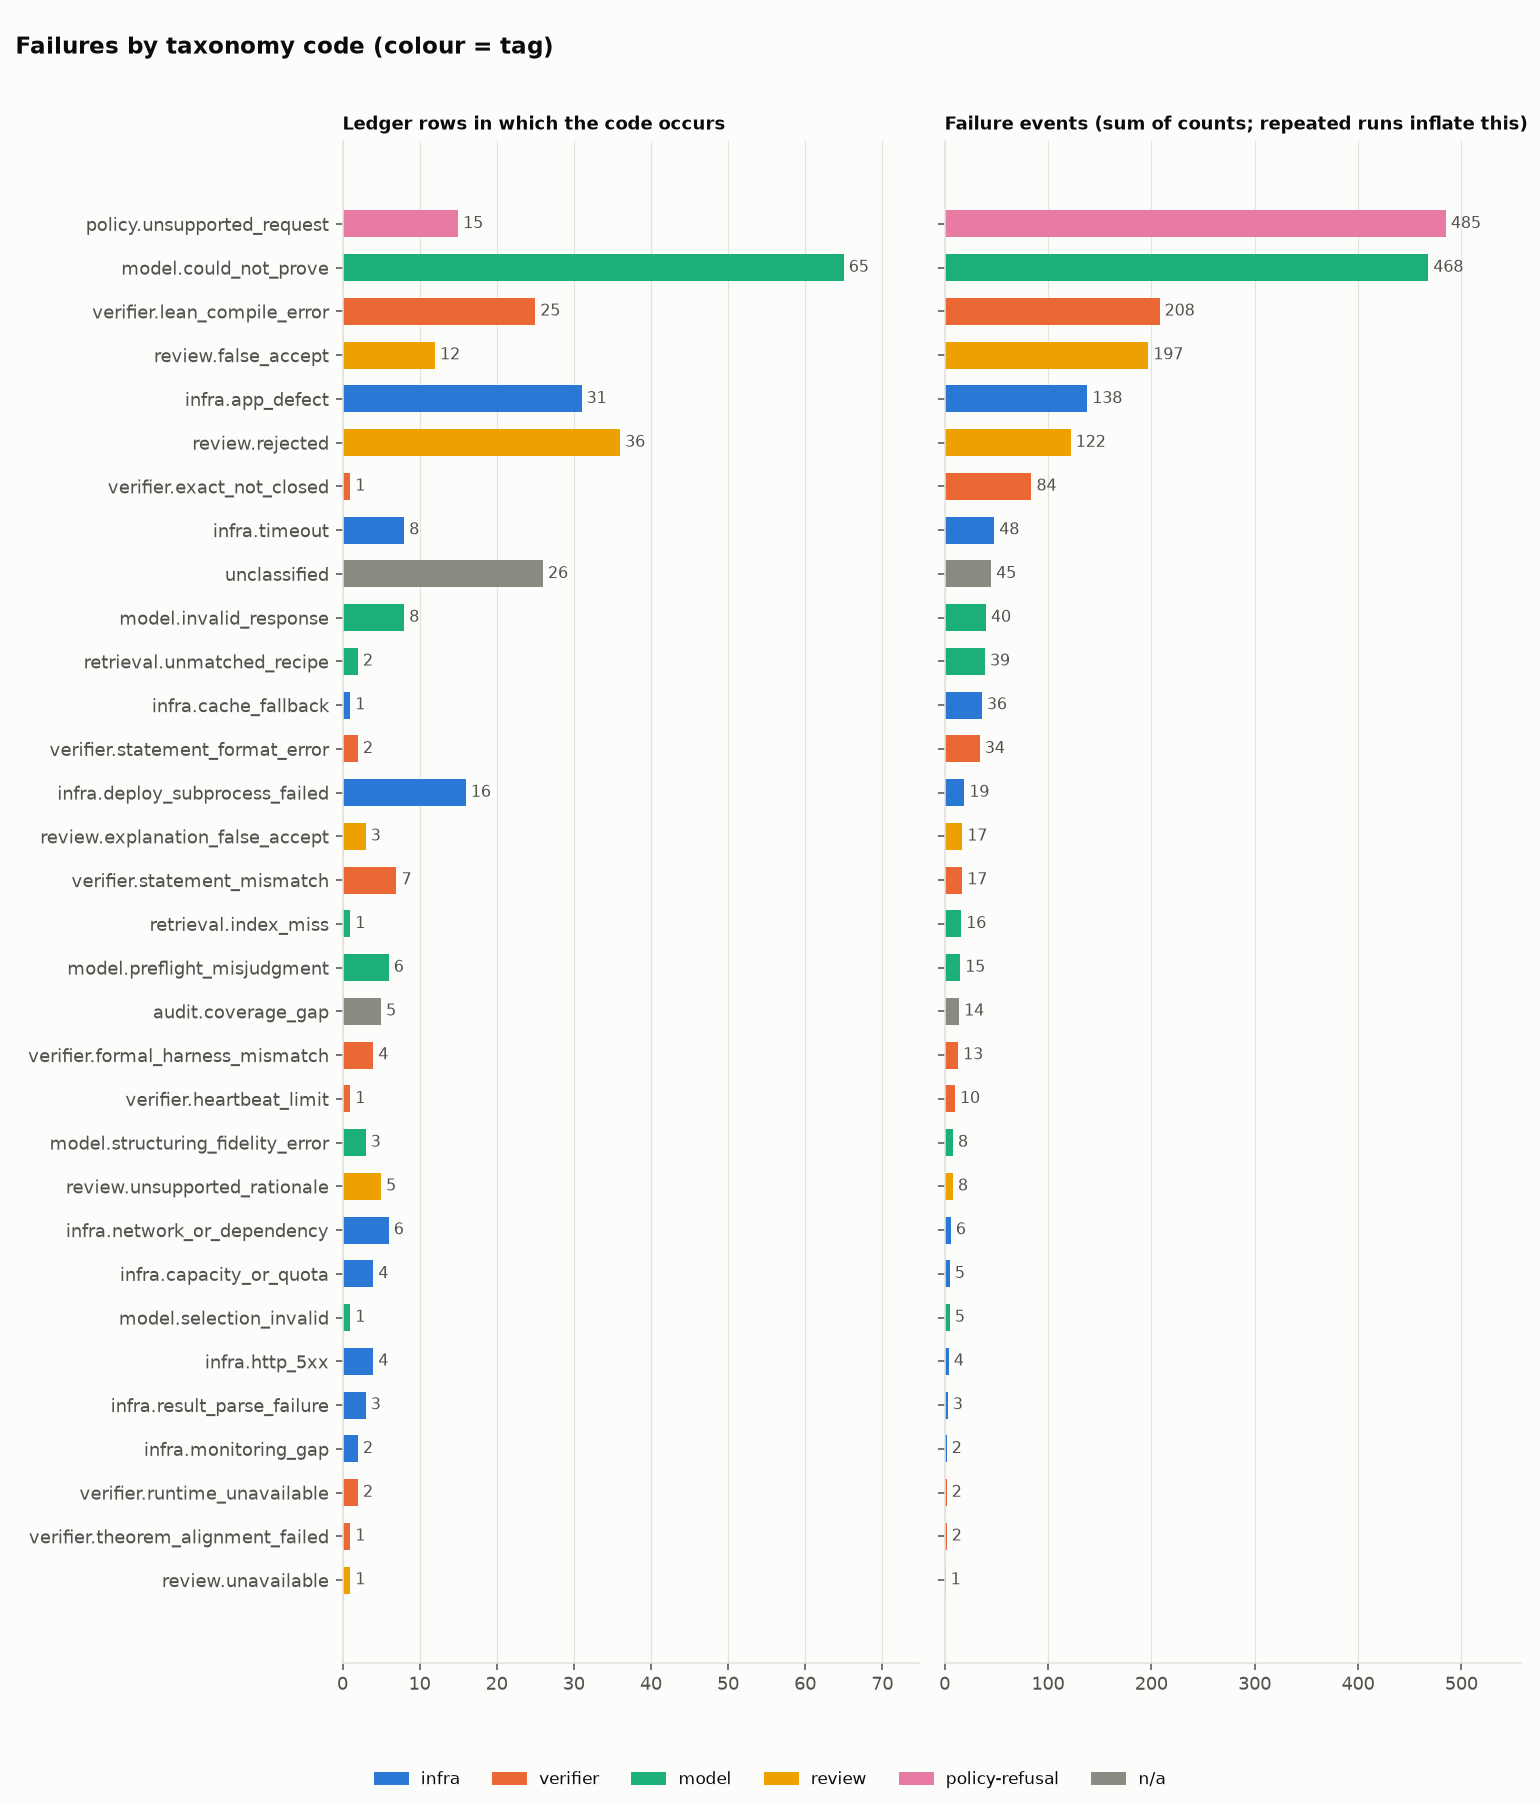 Failures by taxonomy code (colour = tag)
Ledger rows in which the code occurs
Failure events (sum of counts; repeated runs inflate this)
policy.unsupported_request 15 485
model.could_not_prove 65 468
verifier.lean_compile_error 25 208
review.false_accept 12 197
infra.app_defect 31 138
review.rejected 36 122
verifier.exact_not_closed 1 84
infra.timeout 8 48
unclassified 26 45
model.invalid_response 8 40
retrieval.unmatched_recipe 2 39
infra.cache_fallback 1 36
verifier.statement_format_error 2 34
infra.deploy_subprocess_failed 16 19
review.explanation_false_accept 3 17
verifier.statement_mismatch 7 17
retrieval.index_miss 1 16
model.preflight_misjudgment 6 15
audit.coverage_gap 5 14
verifier.formal_harness_mismatch 4 13
verifier.heartbeat_limit 1 10
model.structuring_fidelity_error 3 8
review.unsupported_rationale 5 8
infra.network_or_dependency 6 6
infra.capacity_or_quota 4 5
model.selection_invalid 1 5
infra.http_5xx 4 4
infra.result_parse_failure 3 3
infra.monitoring_gap 2 2
verifier.runtime_unavailable 2 2
verifier.theorem_alignment_failed 1 2
review.unavailable 1 1
0 10 20 30 40 50 60 70
0 100 200 300 400 500
infra verifier model review policy-refusal n/a